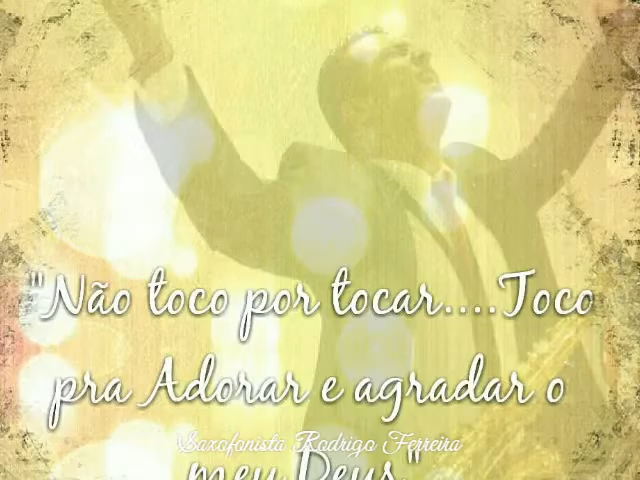 "Não toco por tocar....Toco
pra Adorar e agradar o
Saxofonista Rodrigo Ferreira
meu Deus"